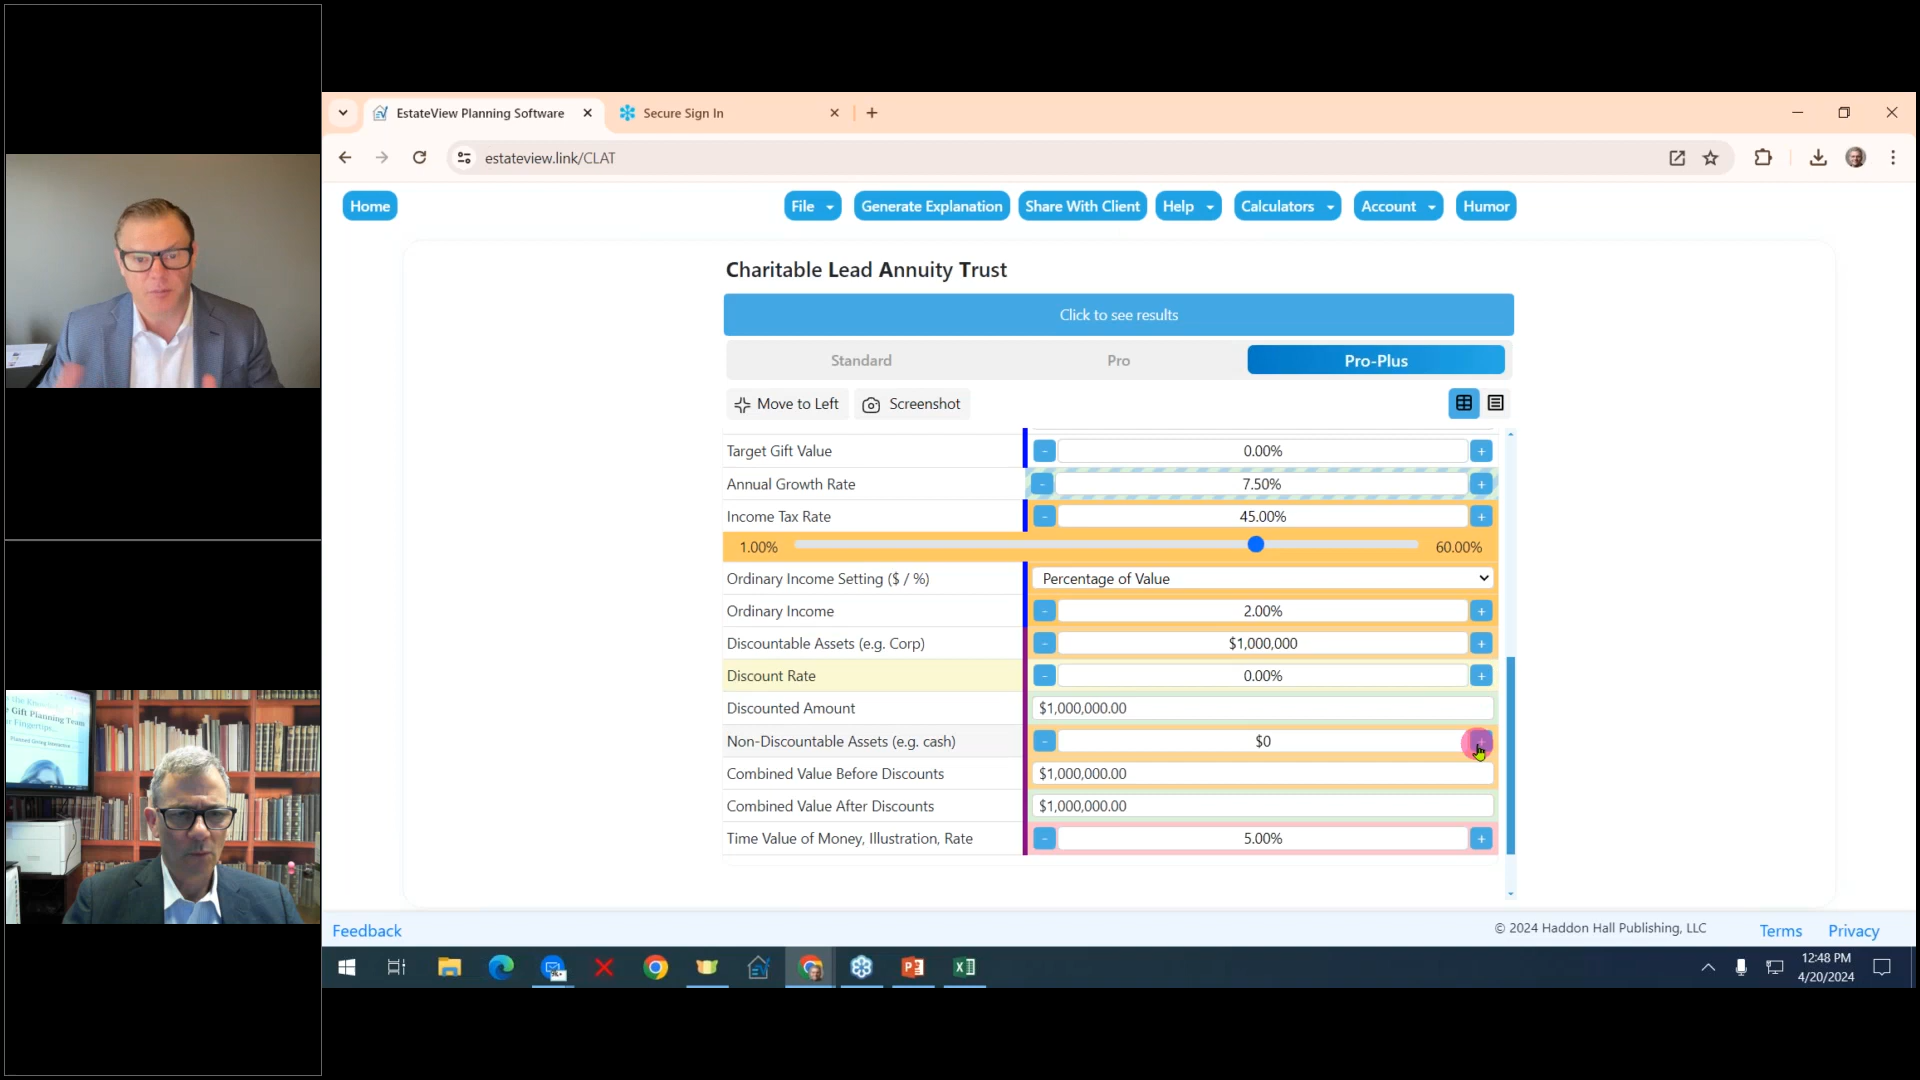 EstateView Planning Software
Secure Sign In
estateview.link/CLAT
Home
File
Generate Explanation
Share With Client
Help
Calculators
Account
Humor
Charitable Lead Annuity Trust
Click to see results
Standard
Pro
Pro-Plus
Move to Left
Screenshot
Target Gift Value
-
0.00%
+
Annual Growth Rate
-
7.50%
+
Income Tax Rate
-
45.00%
+
1.00%
60.00%
Ordinary Income Setting ($ / %)
Percentage of Value
Ordinary Income
-
2.00%
+
Discountable Assets (e.g. Corp)
-
$1,000,000
+
Discount Rate
-
0.00%
+
Discounted Amount
$1,000,000.00
Non-Discountable Assets (e.g. cash)
-
$0
Combined Value Before Discounts
$1,000,000.00
Combined Value After Discounts
$1,000,000.00
Time Value of Money, Illustration, Rate
-
5.00%
+
Feedback
© 2024 Haddon Hall Publishing, LLC
Terms
Privacy
12:48 PM
4/20/2024
Gift Planning Team
Fingertips